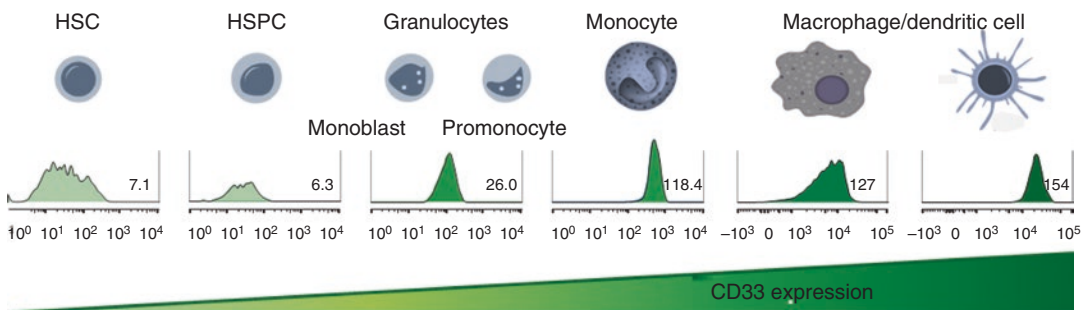 HSC HSPC Granulocytes Monocyte Macrophage/dendritic cell
Monoblast Promonocyte
7.1 6.3 26.0 118.4 127 154
10⁰ 10¹ 10² 10³ 10⁴ 10⁰ 10¹ 10² 10³ 10⁴ 10⁰ 10¹ 10² 10³ 10⁴ 10⁰ 10¹ 10² 10³ 10⁴ −10³ 0 10³ 10⁴ 10⁵ −10³ 0 10³ 10⁴ 10⁵
CD33 expression